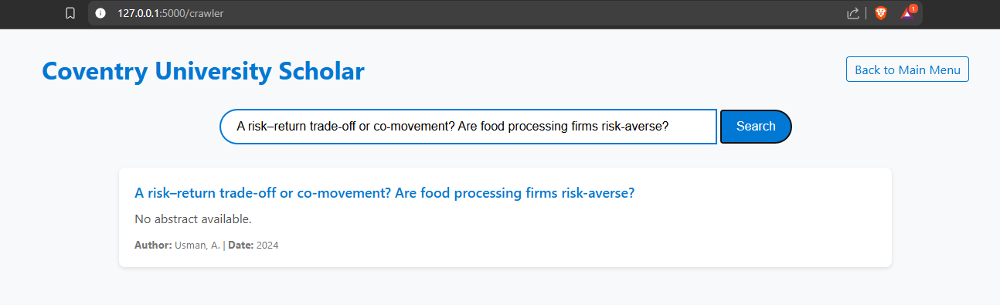 127.0.0.1:5000/crawler
1
Coventry University Scholar
Back to Main Menu
A risk–return trade-off or co-movement? Are food processing firms risk-averse?
Search
A risk–return trade-off or co-movement? Are food processing firms risk-averse?
No abstract available.
Author: Usman, A. | Date: 2024